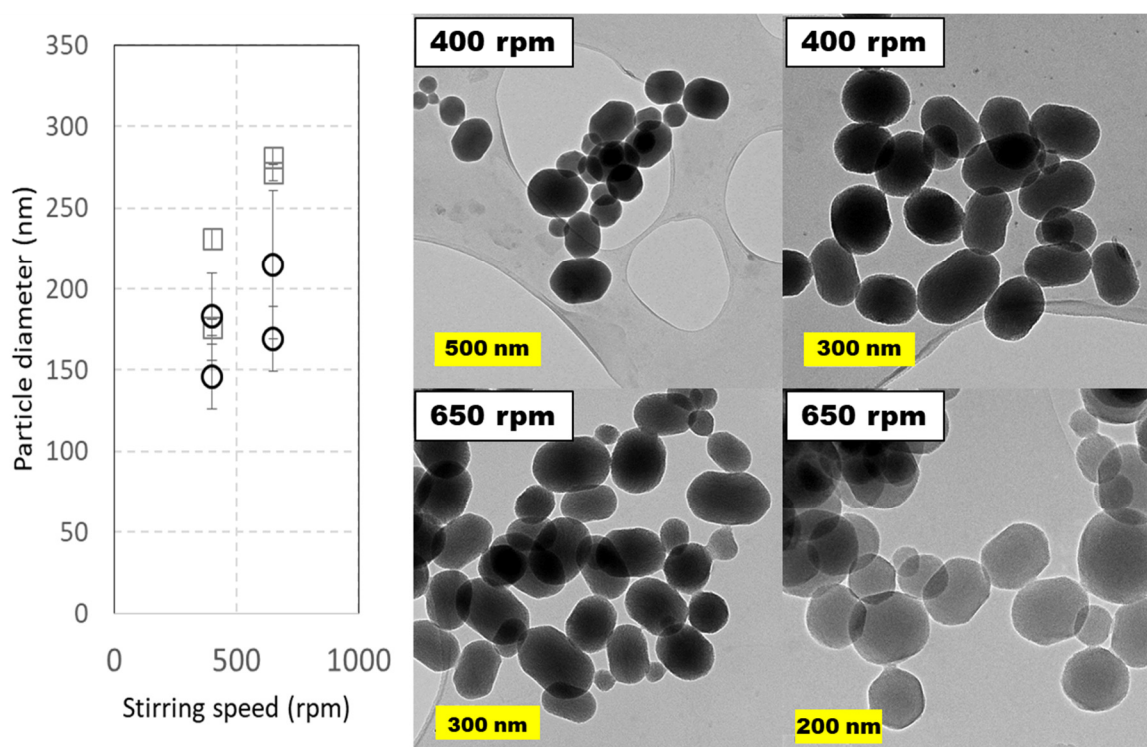 350
300
250
200
150
100
50
0
0 500 1000
Particle diameter (nm)
Stirring speed (rpm)
400 rpm
500 nm
400 rpm
300 nm
650 rpm
300 nm
650 rpm
200 nm